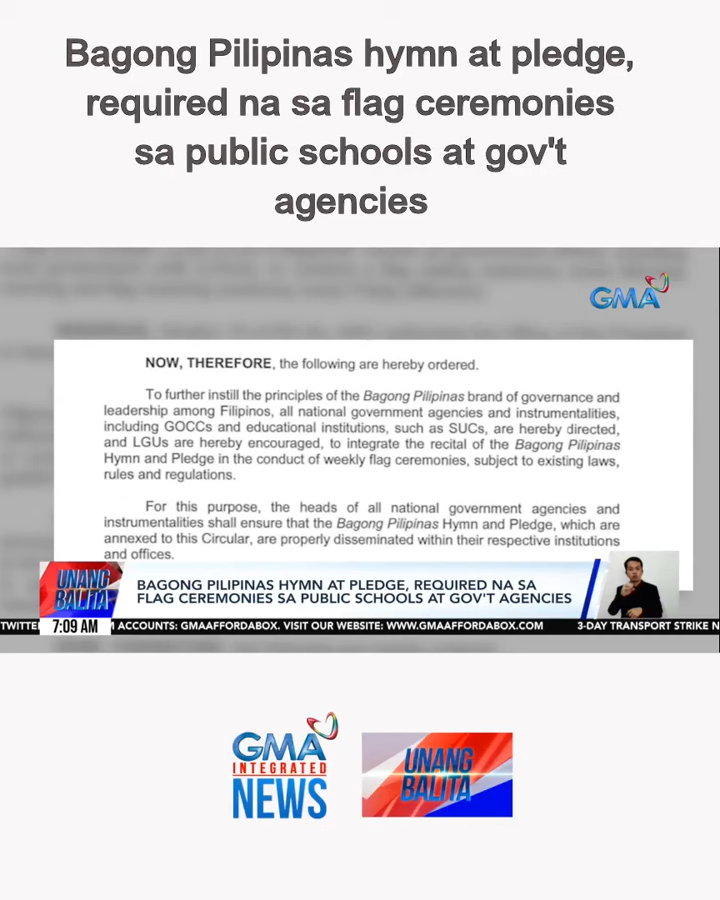 Bagong Pilipinas hymn at pledge,
required na sa flag ceremonies
sa public schools at gov't
agencies
GMA
NOW, THEREFORE, the following are hereby ordered.
To further instill the principles of the Bagong Pilipinas brand of governance and
leadership among Filipinos, all national government agencies and instrumentalities,
including GOCCs and educational institutions, such as SUCs, are hereby directed,
and LGUs are hereby encouraged, to integrate the recital of the Bagong Pilipinas
Hymn and Pledge in the conduct of weekly flag ceremonies, subject to existing laws,
rules and regulations.
For this purpose, the heads of all national government agencies and
instrumentalities shall ensure that the Bagong Pilipinas Hymn and Pledge, which are
annexed to this Circular, are properly disseminated within their respective institutions
and offices.
UNANG
BALITA
BAGONG PILIPINAS HYMN AT PLEDGE, REQUIRED NA SA
FLAG CEREMONIES SA PUBLIC SCHOOLS AT GOV'T AGENCIES
7:09 AM ACCOUNTS: GMAAFFORDABOX. VISIT OUR WEBSITE: WWW.GMAAFFORDABOX.COM 3-DAY TRANSPORT STRIKE
GMA
INTEGRATED
NEWS
UNANG
BALITA